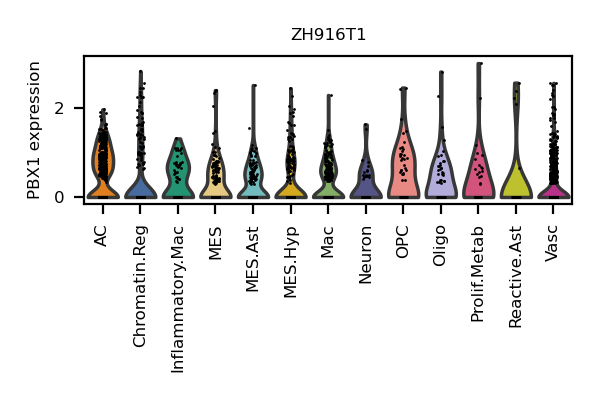 ZH916T1
PBX1 expression
2
0
AC
Chromatin.Reg
Inflammatory.Mac
MES
MES.Ast
MES.Hyp
Mac
Neuron
OPC
Oligo
Prolif.Metab
Reactive.Ast
Vasc